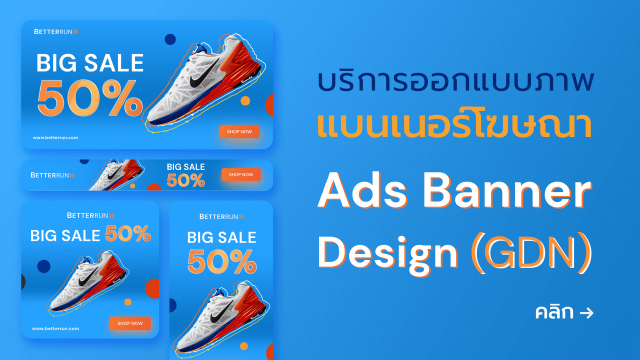 BETTERRUN»
BIG SALE
50%
SHOP NOW
www.betterrun.com
BETTERRUN»
BIG SALE
50%
SHOP NOW
BETTERRUN»
BIG SALE 50%
www.betterrun.com
SHOP NOW
BETTERRUN»
BIG SALE
50%
บริการออกแบบภาพ
แบนเนอร์โฆษณา
Ads Banner
Design (GDN)
คลิก →